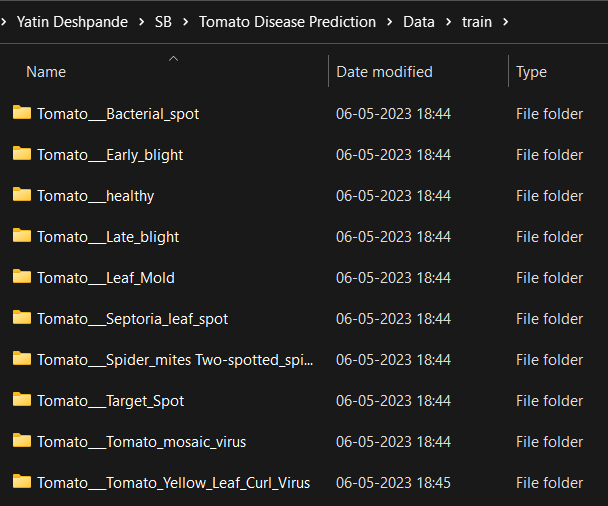 Yatin Deshpande > SB > Tomato Disease Prediction > Data > train >
Name Date modified Type
Tomato___Bacterial_spot 06-05-2023 18:44 File folder
Tomato___Early_blight 06-05-2023 18:44 File folder
Tomato___healthy 06-05-2023 18:44 File folder
Tomato___Late_blight 06-05-2023 18:44 File folder
Tomato___Leaf_Mold 06-05-2023 18:44 File folder
Tomato___Septoria_leaf_spot 06-05-2023 18:44 File folder
Tomato___Spider_mites Two-spotted_spi... 06-05-2023 18:44 File folder
Tomato___Target_Spot 06-05-2023 18:44 File folder
Tomato___Tomato_mosaic_virus 06-05-2023 18:44 File folder
Tomato___Tomato_Yellow_Leaf_Curl_Virus 06-05-2023 18:45 File folder